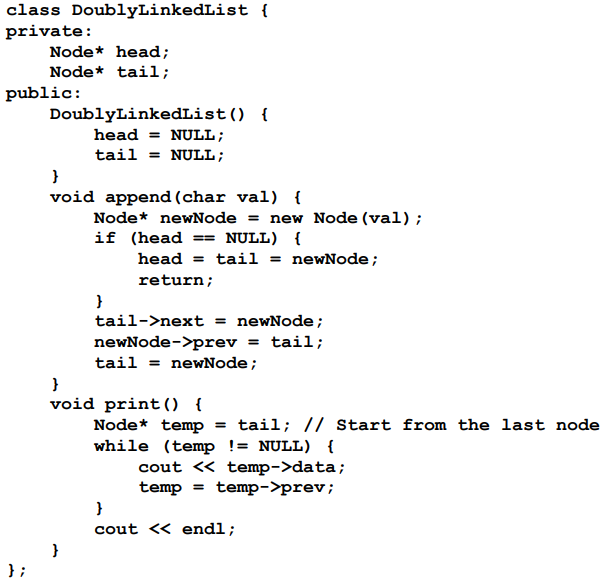 class DoublyLinkedList {
private:
    Node* head;
    Node* tail;
public:
    DoublyLinkedList() {
        head = NULL;
        tail = NULL;
    }
    void append(char val) {
        Node* newNode = new Node(val);
        if (head == NULL) {
            head = tail = newNode;
            return;
        }
        tail->next = newNode;
        newNode->prev = tail;
        tail = newNode;
    }
    void print() {
        Node* temp = tail; // Start from the last node
        while (temp != NULL) {
            cout << temp->data;
            temp = temp->prev;
        }
        cout << endl;
    }
};